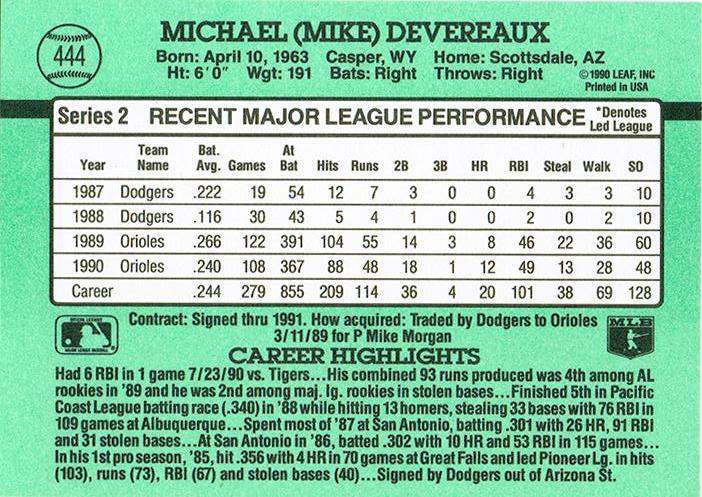 444
MICHAEL (MIKE) DEVEREAUX
Born: April 10, 1963 Casper, WY Home: Scottsdale, AZ
Ht: 6'0" Wgt: 191 Bats: Right Throws: Right
©1990 LEAF, INC
Printed in USA
Series 2 RECENT MAJOR LEAGUE PERFORMANCE *Denotes Led League
Year Team Name Bat. Avg. Games At Bat Hits Runs 2B 3B HR RBI Steal Walk SO
1987 Dodgers .222 19 54 12 7 3 0 0 4 3 3 10
1988 Dodgers .116 30 43 5 4 1 0 0 2 0 2 10
1989 Orioles .266 122 391 104 55 14 3 8 46 22 36 60
1990 Orioles .240 108 367 88 48 18 1 12 49 13 28 48
Career .244 279 855 209 114 36 4 20 101 38 69 128
Contract: Signed thru 1991. How acquired: Traded by Dodgers to Orioles
3/11/89 for P Mike Morgan
MLB
CAREER HIGHLIGHTS
Had 6 RBI in 1 game 7/23/90 vs. Tigers...His combined 93 runs produced was 4th among AL
rookies in '89 and he was 2nd among maj. lg. rookies in stolen bases...Finished 5th in Pacific
Coast League batting race (.340) in '88 while hitting 13 homers, stealing 33 bases with 76 RBI in
109 games at Albuquerque...Spent most of '87 at San Antonio, batting .301 with 26 HR, 91 RBI
and 31 stolen bases...At San Antonio in '86, batted .302 with 10 HR and 53 RBI in 115 games...
In his 1st pro season, '85, hit .356 with 4 HR in 70 games at Great Falls and led Pioneer Lg. in hits
(103), runs (73), RBI (67) and stolen bases (40)...Signed by Dodgers out of Arizona St.